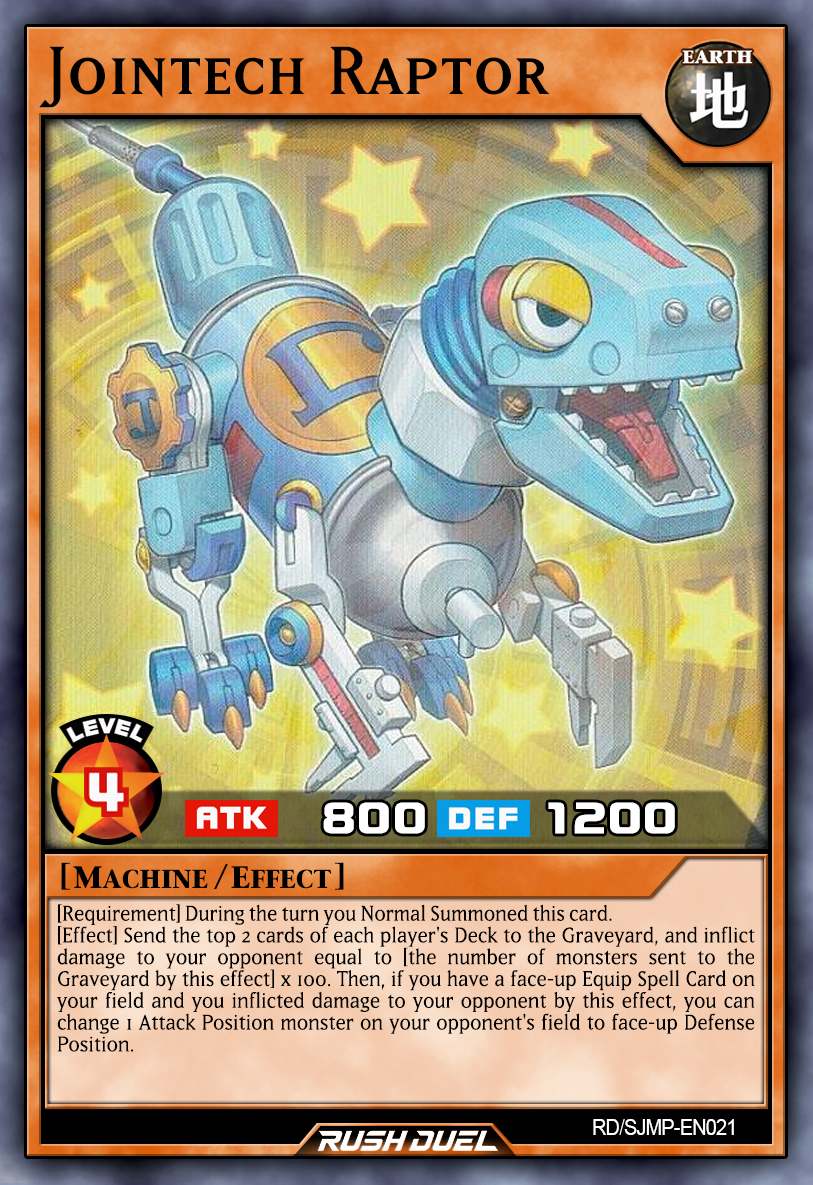 Jointech Raptor
EARTH
地
J
LEVEL
4
ATK 800 DEF 1200
[Machine/Effect]
[Requirement] During the turn you Normal Summoned this card.
[Effect] Send the top 2 cards of each player's Deck to the Graveyard, and inflict
damage to your opponent equal to [the number of monsters sent to the
Graveyard by this effect] x 100. Then, if you have a face-up Equip Spell Card on
your field and you inflicted damage to your opponent by this effect, you can
change 1 Attack Position monster on your opponent's field to face-up Defense
Position.
RUSH DUEL
RD/SJMP-EN021